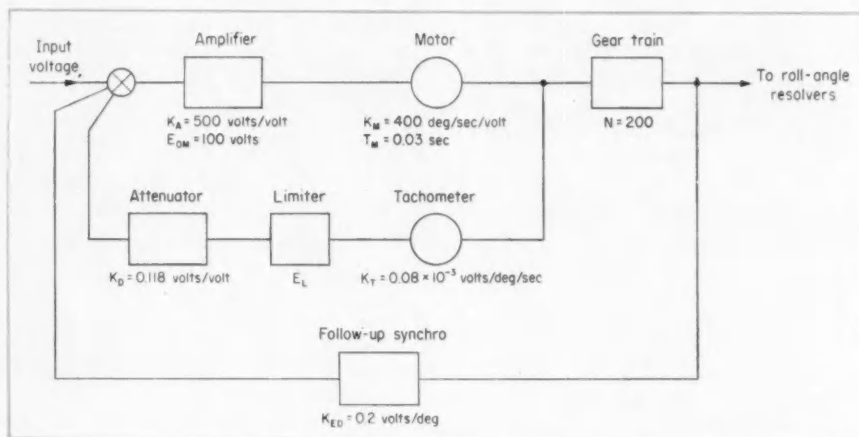 Input
voltage
Amplifier
K_A = 500 volts/volt
E_OM = 100 volts
Motor
K_M = 400 deg/sec/volt
T_M = 0.03 sec
Gear train
N = 200
To roll-angle
resolvers
Attenuator
K_D = 0.118 volts/volt
Limiter
E_L
Tachometer
K_T = 0.08 × 10⁻³ volts/deg/sec
Follow-up synchro
K_ED = 0.2 volts/deg